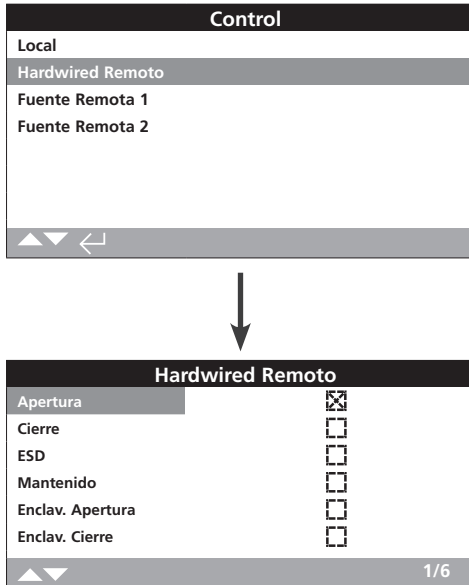 Control
Local
Hardwired Remoto
Fuente Remota 1
Fuente Remota 2
Hardwired Remoto
Apertura
Cierre
ESD
Mantenido
Enclav. Apertura
Enclav. Cierre
1/6